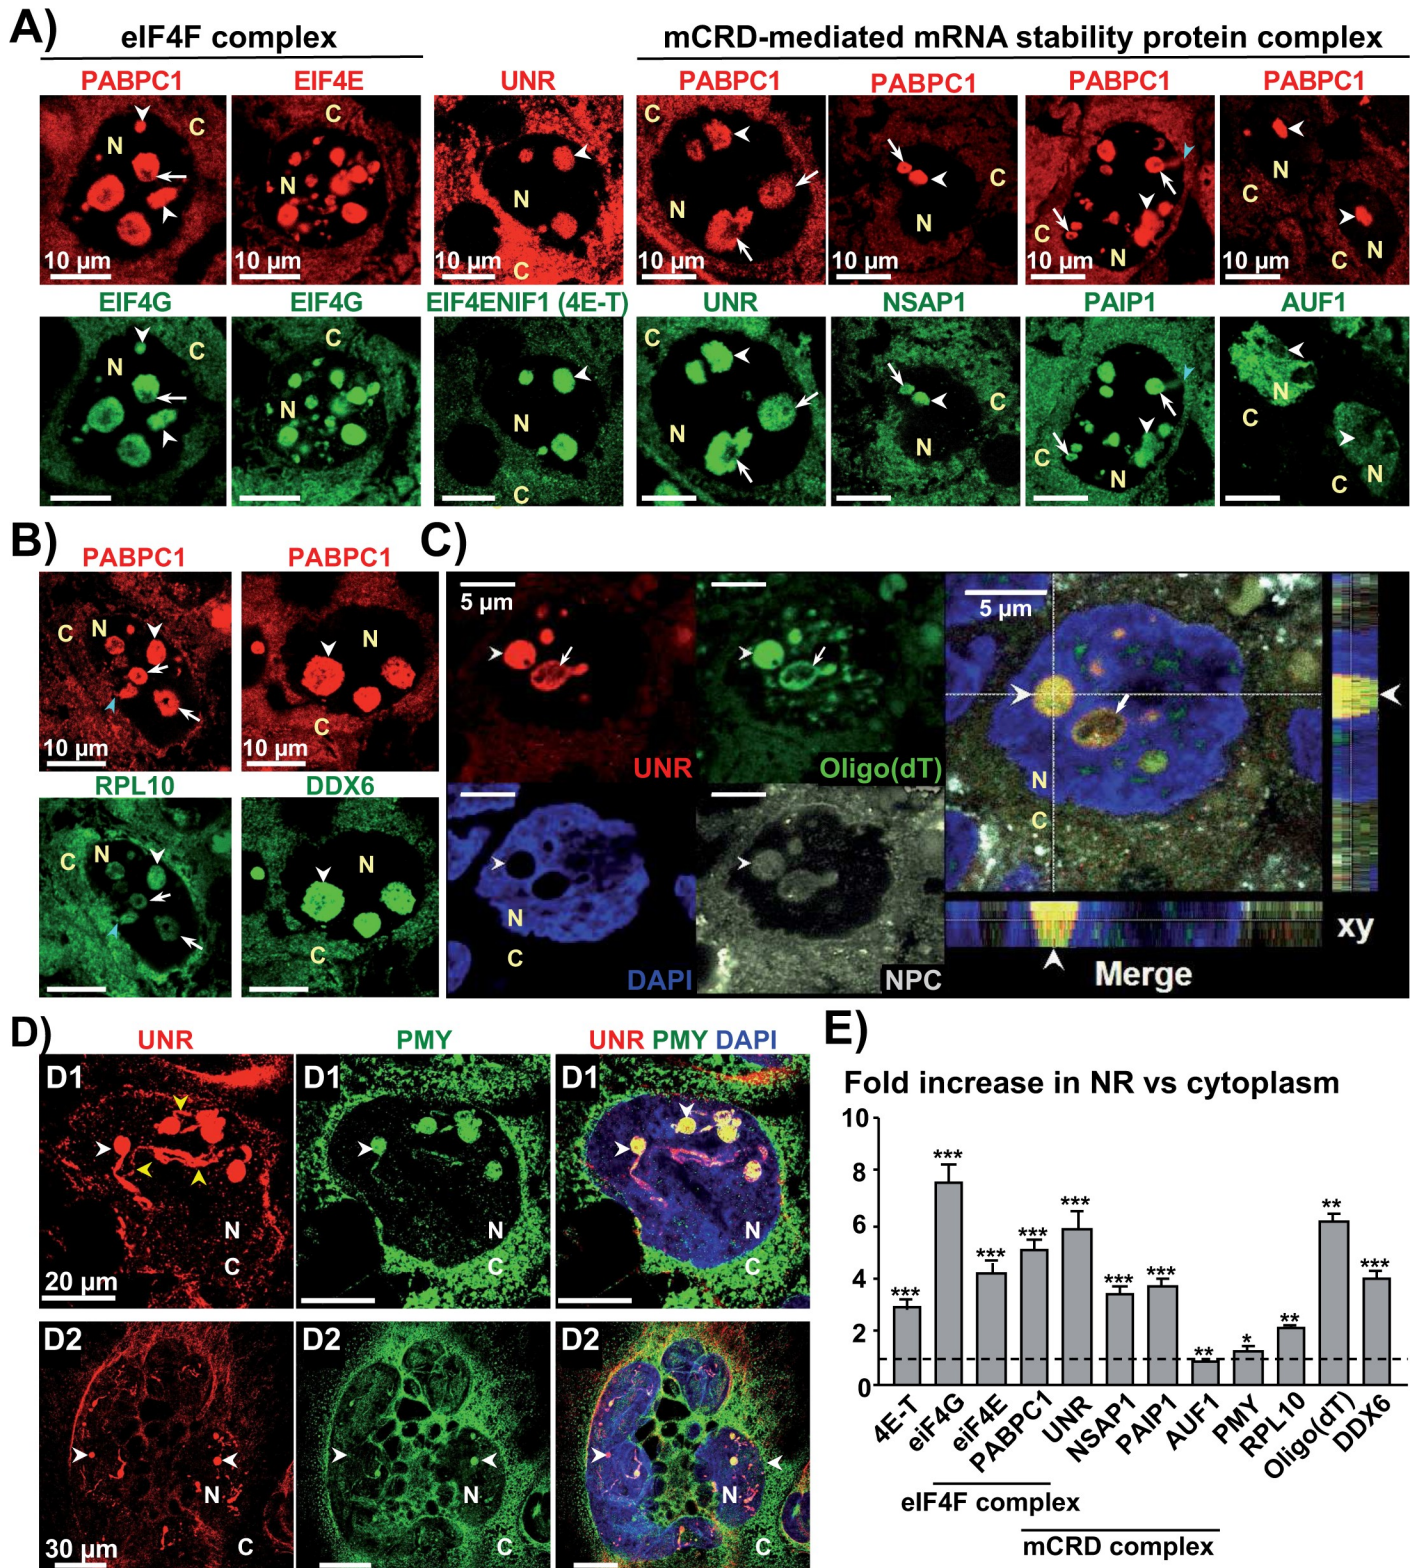 A)
eIF4F complex
mCRD-mediated mRNA stability protein complex
PABPC1 EIF4E UNR PABPC1 PABPC1 PABPC1 PABPC1
C N
C N
N C
C N
C N
C N
N C C N
10 µm 10 µm 10 µm 10 µm 10 µm 10 µm 10 µm
EIF4G EIF4G EIF4ENIF1 (4E-T) UNR NSAP1 PAIP1 AUF1
C N
C N
N C
C N
C N
C N
N C C N
B)
PABPC1 PABPC1
C N
N C
10 µm 10 µm
RPL10 DDX6
C N
N C
C)
5 µm
UNR
Oligo(dT)
N
C
DAPI
NPC
5 µm
N
C
xy
Merge
D)
UNR PMY UNR PMY DAPI
D1 D1 D1
N N N
C C C
20 µm
D2 D2 D2
N N N
C C C
30 µm
E)
Fold increase in NR vs cytoplasm
10
8
6
4
2
0
***
***
***
***
***
***
***
**
*
**
**
***
4E-T
eiF4G
eiF4E
PABPC1
UNR
NSAP1
PAIP1
AUF1
PMY
RPL10
Oligo(dT)
DDX6
eIF4F complex
mCRD complex